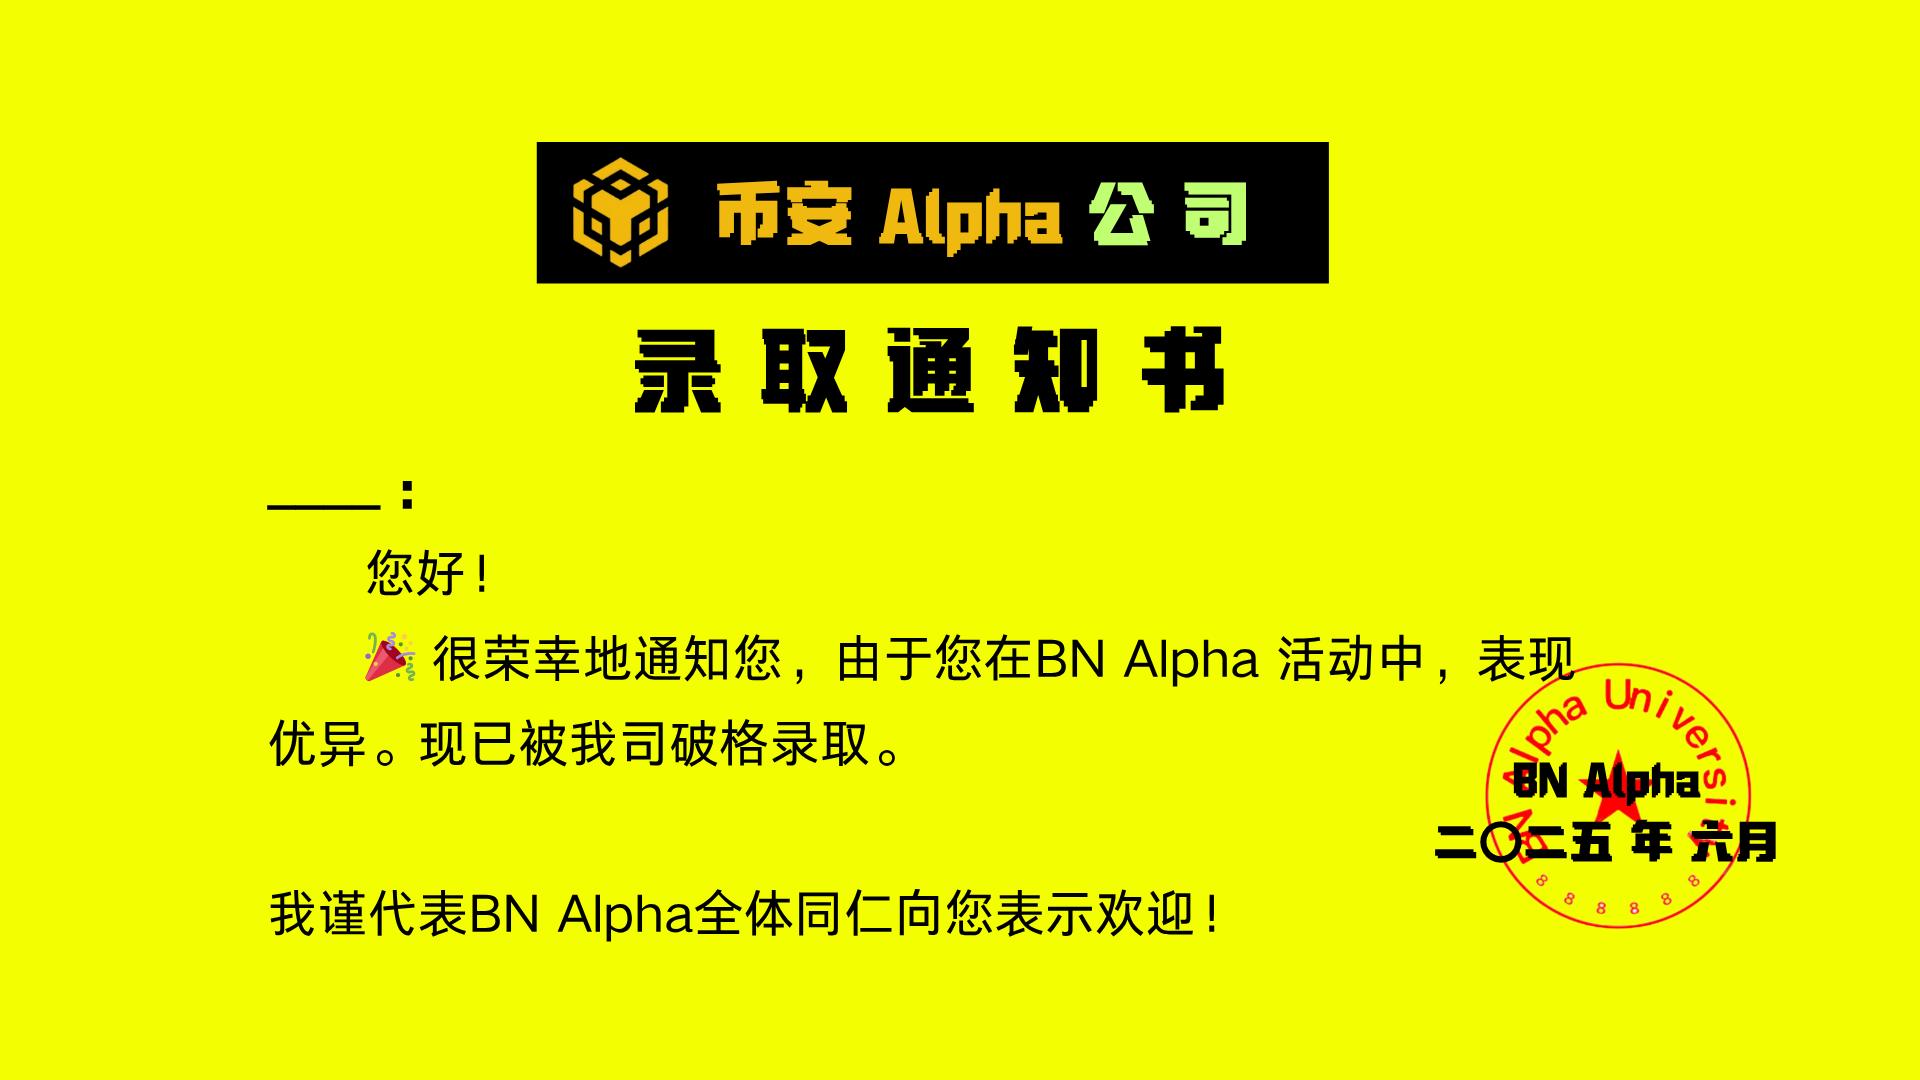 币安 Alpha 公司
录取通知书
____：
您好！
🎉 很荣幸地通知您，由于您在BN Alpha 活动中，表现
优异。现已被我司破格录取。
BN Alpha University
BN Alpha
二〇二五 年 六月
8 8 8 8 8 8
我谨代表BN Alpha全体同仁向您表示欢迎！